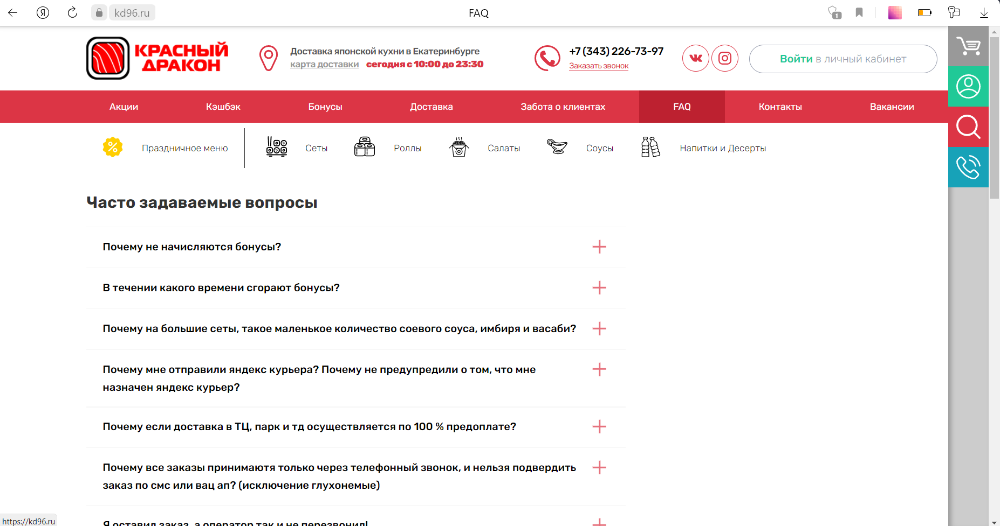 kd96.ru
FAQ
1
КРАСНЫЙ
ДРАКОН
Доставка японской кухни в Екатеринбурге
карта доставки сегодня с 10:00 до 23:30
+7 (343) 226-73-97
Заказать звонок
Войти в личный кабинет
Акции
Кэшбэк
Бонусы
Доставка
Забота о клиентах
FAQ
Контакты
Вакансии
Праздничное меню
Сеты
Роллы
Салаты
Соусы
Напитки и Десерты
Часто задаваемые вопросы
Почему не начисляются бонусы?
В течении какого времени сгорают бонусы?
Почему на большие сеты, такое маленькое количество соевого соуса, имбиря и васаби?
Почему мне отправили яндекс курьера? Почему не предупредили о том, что мне
назначен яндекс курьер?
Почему если доставка в ТЦ, парк и тд осуществляется по 100 % предоплате?
Почему все заказы принимаютя только через телефонный звонок, и нельзя подвердить
заказ по смс или вац ап? (исключение глухонемые)
Я оставил заказ, а оператор так и не перезвонил!
https://kd96.ru